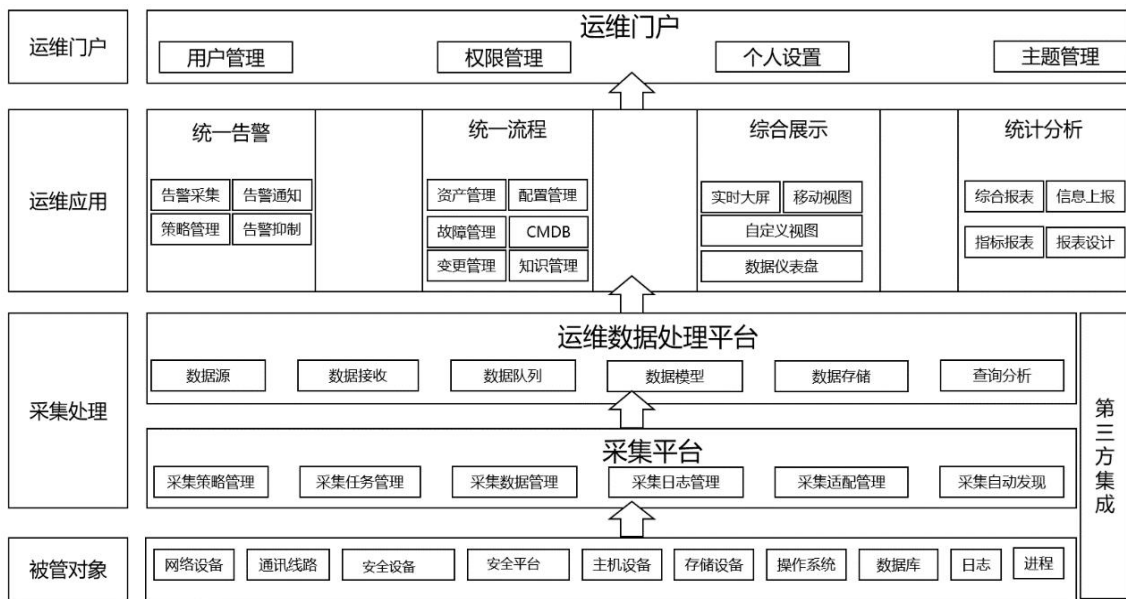 运维门户
运维门户
用户管理 权限管理 个人设置 主题管理
运维应用
统一告警
告警采集 告警通知
策略管理 告警抑制
统一流程
资产管理 配置管理
故障管理 CMDB
变更管理 知识管理
综合展示
实时大屏 移动视图
自定义视图
数据仪表盘
统计分析
综合报表 信息上报
指标报表 报表设计
采集处理
运维数据处理平台
数据源 数据接收 数据队列 数据模型 数据存储 查询分析
采集平台
采集策略管理 采集任务管理 采集数据管理 采集日志管理 采集适配管理 采集自动发现
第三方集成
被管对象
网络设备 通讯线路 安全设备 安全平台 主机设备 存储设备 操作系统 数据库 日志 进程